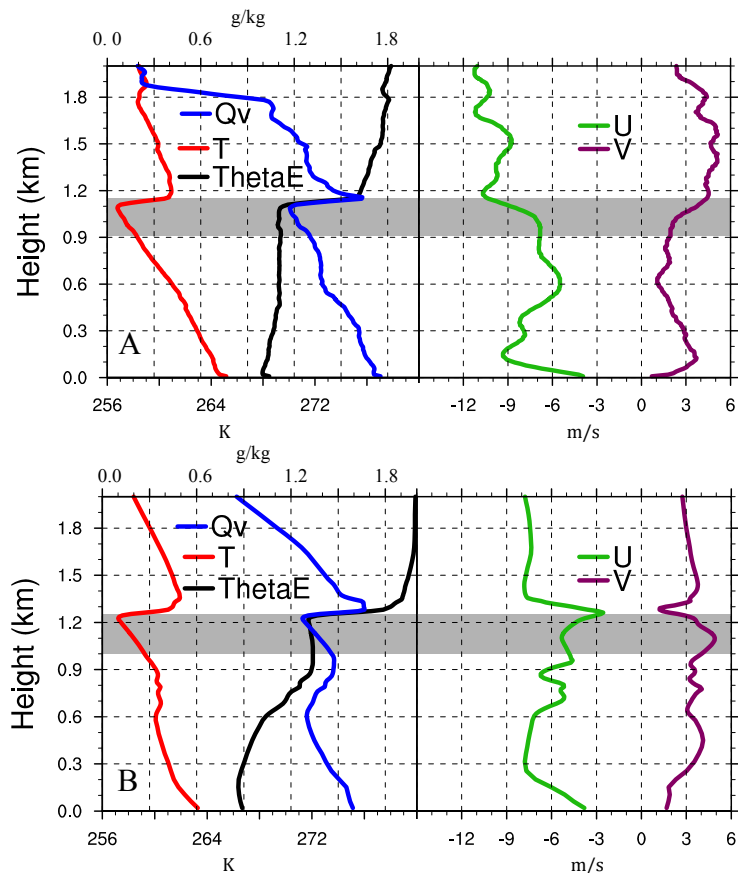 g/kg
0.0 0.6 1.2 1.8
1.8
1.5
1.2
0.9
0.6
0.3
0.0
Height (km)
Qv
T
ThetaE
U
V
A
256 264 272
-12 -9 -6 -3 0 3 6
K
m/s
g/kg
0.0 0.6 1.2 1.8
1.8
1.5
1.2
0.9
0.6
0.3
0.0
Height (km)
Qv
T
ThetaE
U
V
B
256 264 272
-12 -9 -6 -3 0 3 6
K
m/s